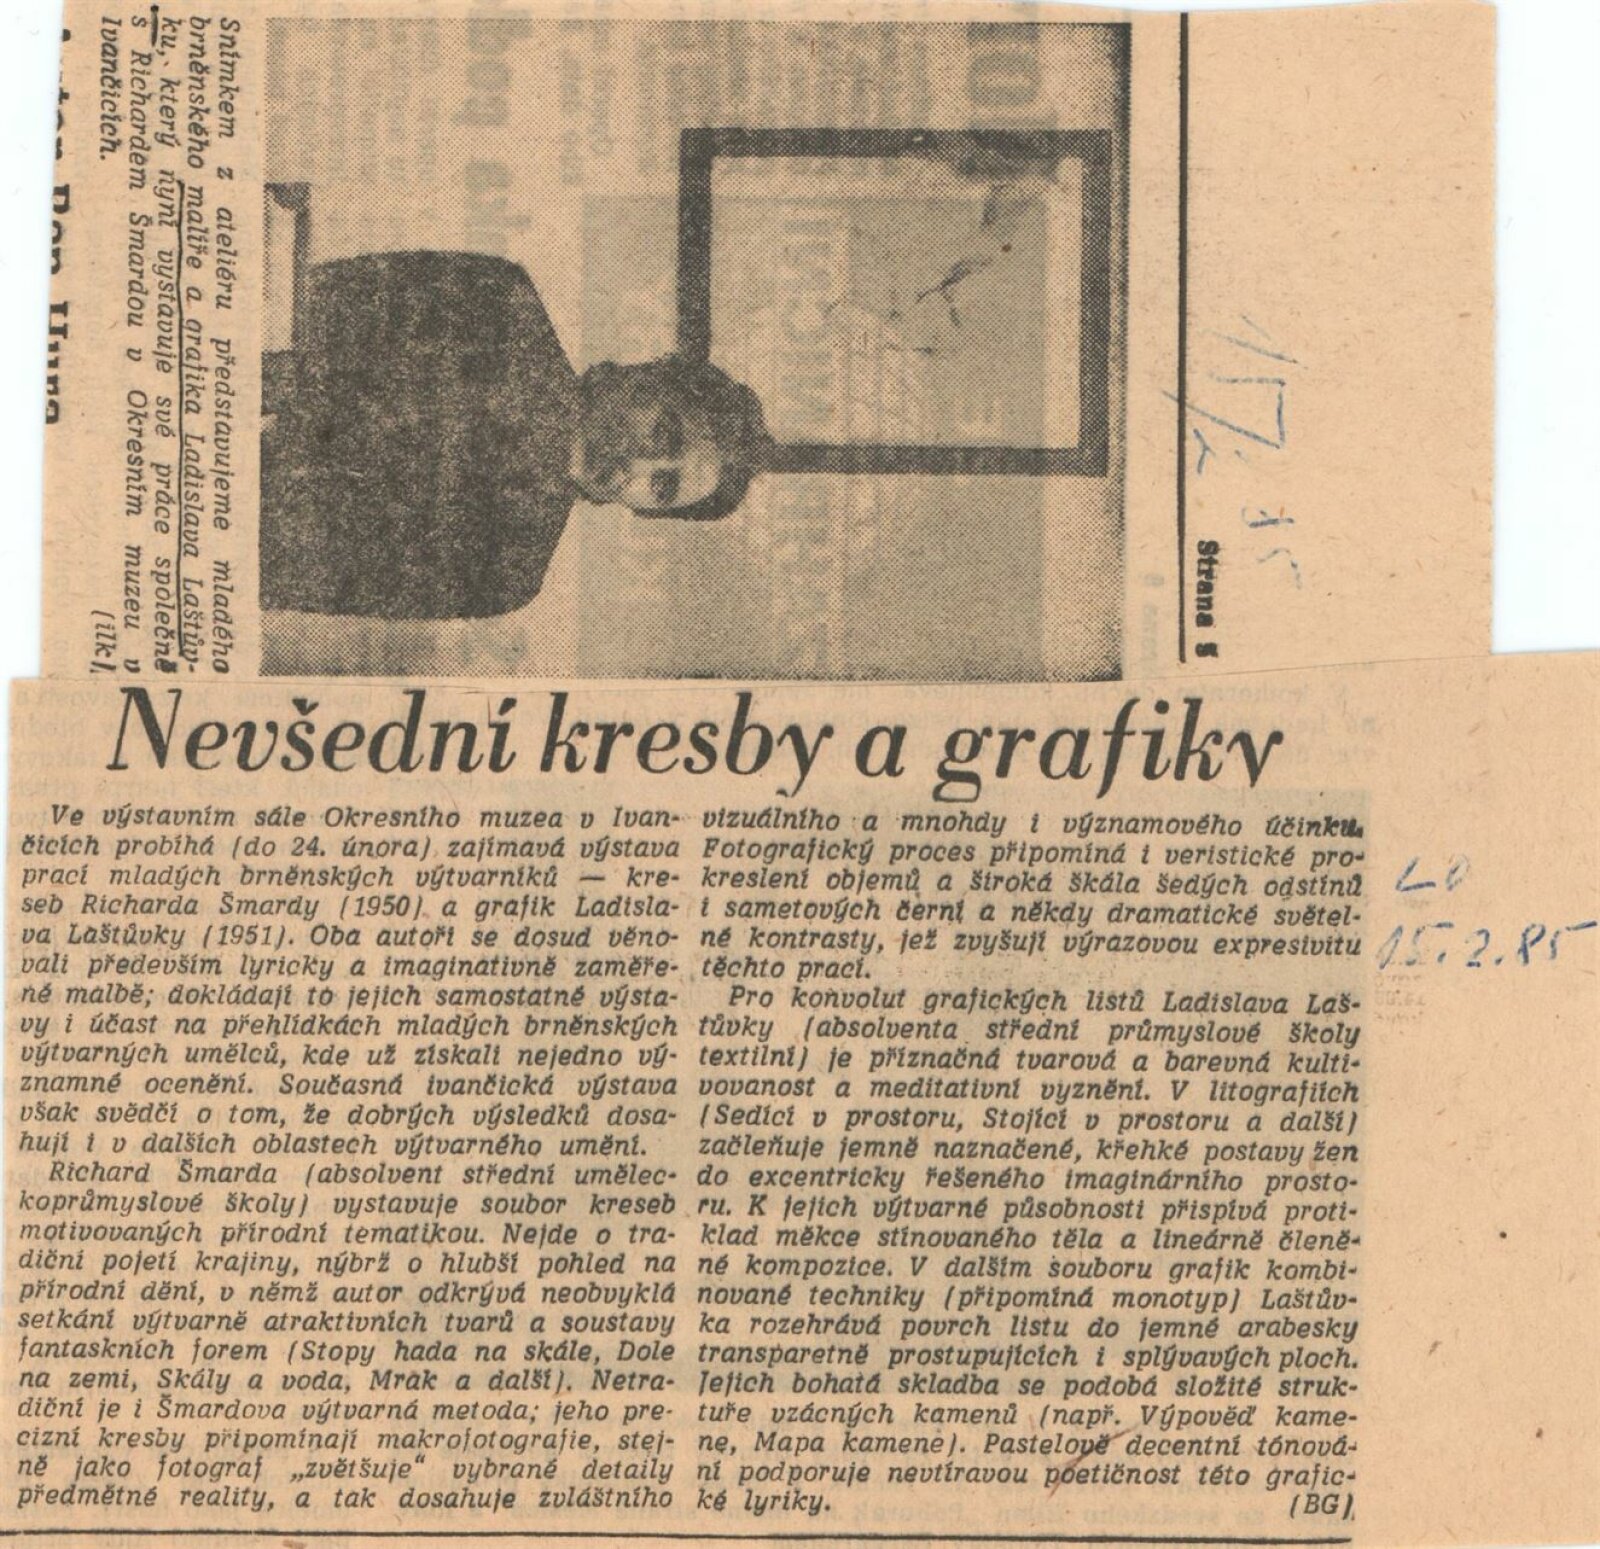 Strana 5
Snímkem z ateliéru představujeme mladého
brněnského malíře a grafika Ladislava Laštův-
ku, který nyní vystavuje své práce společně
s Richardem Šmardou v Okresním muzeu v
Ivančicích.
(ilk)
Nevšední kresby a grafiky
Ve výstavním sále Okresního muzea v Ivan-
čicích probíhá (do 24. února) zajímavá výstava
prací mladých brněnských výtvarníků — kre-
seb Richarda Šmardy (1950) a grafik Ladisla-
va Laštůvky (1951). Oba autoři se dosud věno-
vali především lyricky a imaginativně zaměře-
né malbě; dokládají to jejich samostatné výsta-
vy i účast na přehlídkách mladých brněnských
výtvarných umělců, kde už získali nejedno vý-
znamné ocenění. Současná ivančická výstava
však svědčí o tom, že dobrých výsledků dosa-
hují i v dalších oblastech výtvarného umění.
Richard Šmarda (absolvent střední umělec-
koprůmyslové školy) vystavuje soubor kreseb
motivovaných přírodní tematikou. Nejde o tra-
diční pojetí krajiny, nýbrž o hlubší pohled na
přírodní dění, v němž autor odkrývá neobvyklá
setkání výtvarně atraktivních tvarů a soustavy
fantaskních forem (Stopy hada na skále, Dole
na zemi, Skály a voda, Mrak a další). Netra-
diční je i Šmardova výtvarná metoda; jeho pre-
cizní kresby připomínají makrofotografie, stej-
ně jako fotograf „zvětšuje“ vybrané detaily
předmětné reality, a tak dosahuje zvláštního
vizuálního a mnohdy i významového účinku.
Fotografický proces připomíná i veristické pro-
kreslení objemů a široká škála šedých odstínů
i sametových černí a někdy dramatické světel-
né kontrasty, jež zvyšují výrazovou expresivitu
těchto prací.
Pro konvolut grafických listů Ladislava Laš-
tůvky (absolventa střední průmyslové školy
textilní) je příznačná tvarová a barevná kulti-
vovanost a meditativní vyznění. V litografiích
(Sedící v prostoru, Stojící v prostoru a další)
začleňuje jemně naznačené, křehké postavy žen
do excentricky řešeného imaginárního prosto-
ru. K jejich výtvarné působnosti přispívá proti-
klad měkce stínovaného těla a lineárně členě-
né kompozice. V dalším souboru grafik kombi-
nované techniky (připomíná monotyp) Laštův-
ka rozehrává povrch listu do jemné arabesky
transparetně prostupujících i splývavých ploch.
Jejich bohatá skladba se podobá složité struk-
tuře vzácných kamenů (např. Výpověď kame-
ne, Mapa kamene). Pastelově decentní tónová-
ní podporuje nevtíravou poetičnost této grafic-
ké lyriky.
(BG)
LD
15. 2. 85